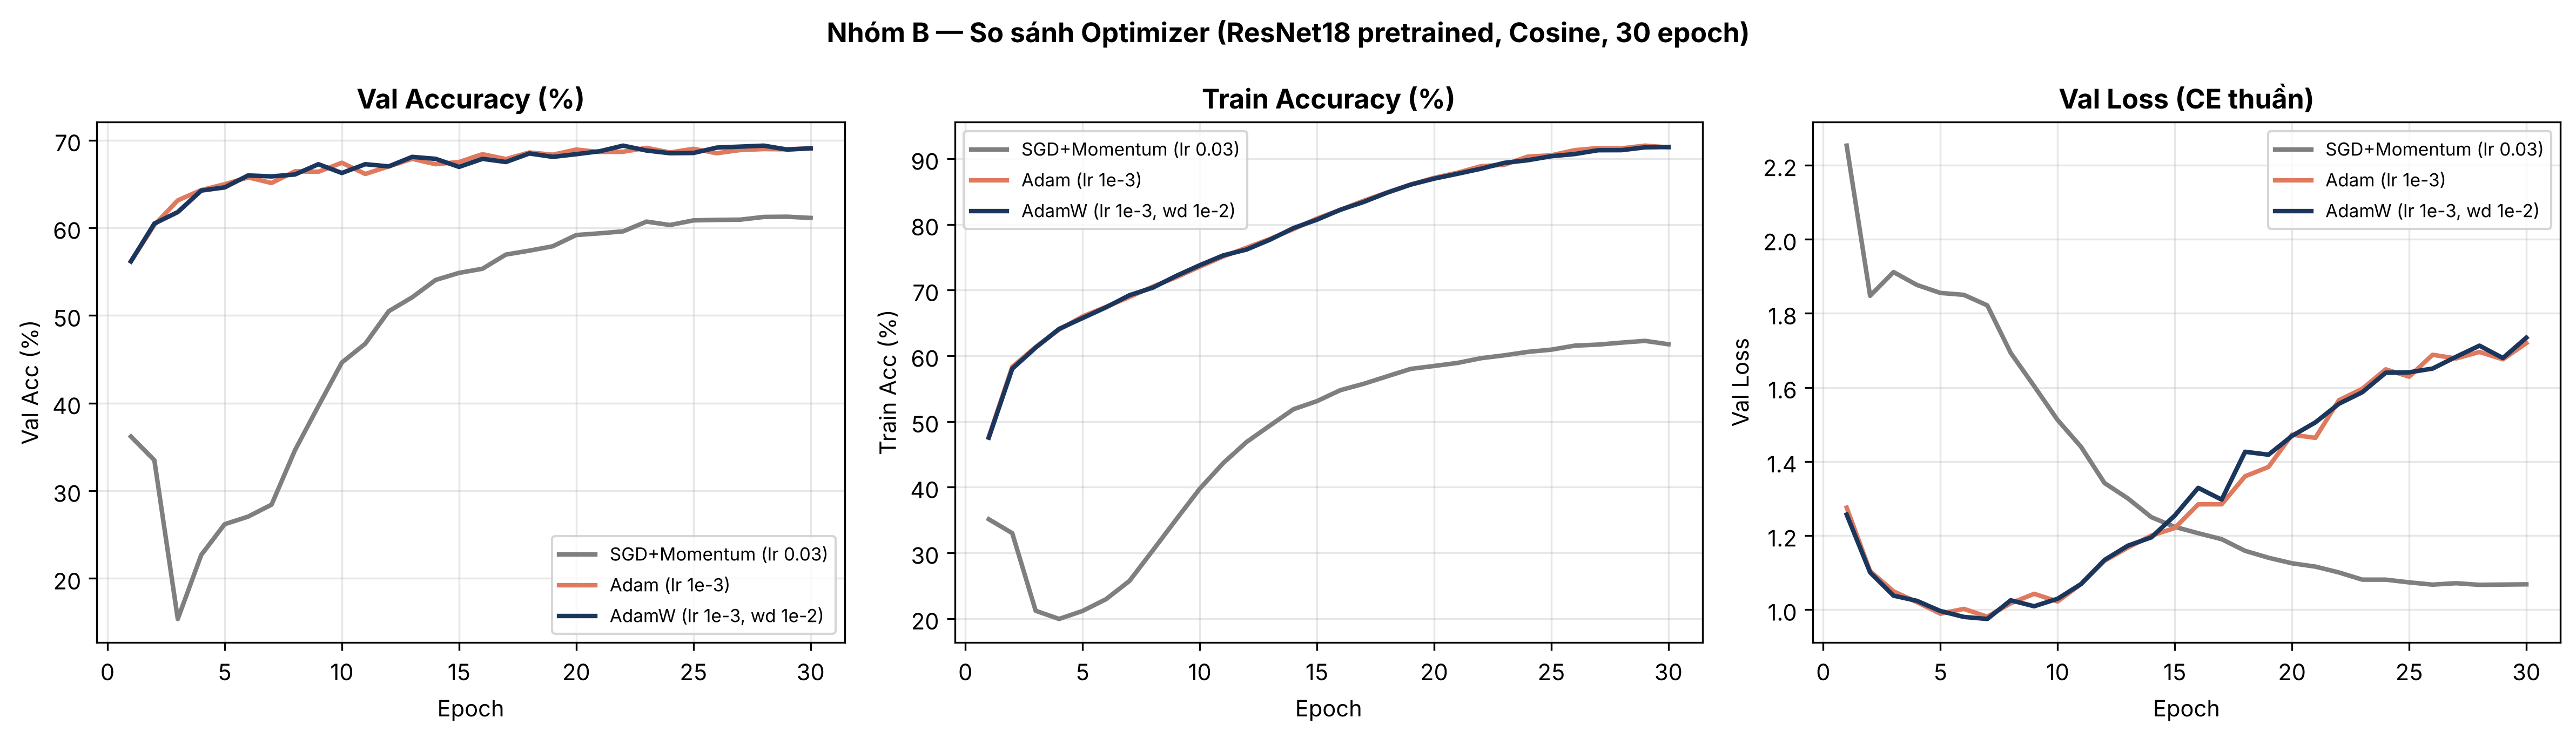 Nhóm B — So sánh Optimizer (ResNet18 pretrained, Cosine, 30 epoch)
Val Accuracy (%)
Val Acc (%)
70
60
50
40
30
20
0 5 10 15 20 25 30
Epoch
SGD+Momentum (lr 0.03)
Adam (lr 1e-3)
AdamW (lr 1e-3, wd 1e-2)
Train Accuracy (%)
Train Acc (%)
90
80
70
60
50
40
30
20
0 5 10 15 20 25 30
Epoch
SGD+Momentum (lr 0.03)
Adam (lr 1e-3)
AdamW (lr 1e-3, wd 1e-2)
Val Loss (CE thuần)
Val Loss
2.2
2.0
1.8
1.6
1.4
1.2
1.0
0 5 10 15 20 25 30
Epoch
SGD+Momentum (lr 0.03)
Adam (lr 1e-3)
AdamW (lr 1e-3, wd 1e-2)